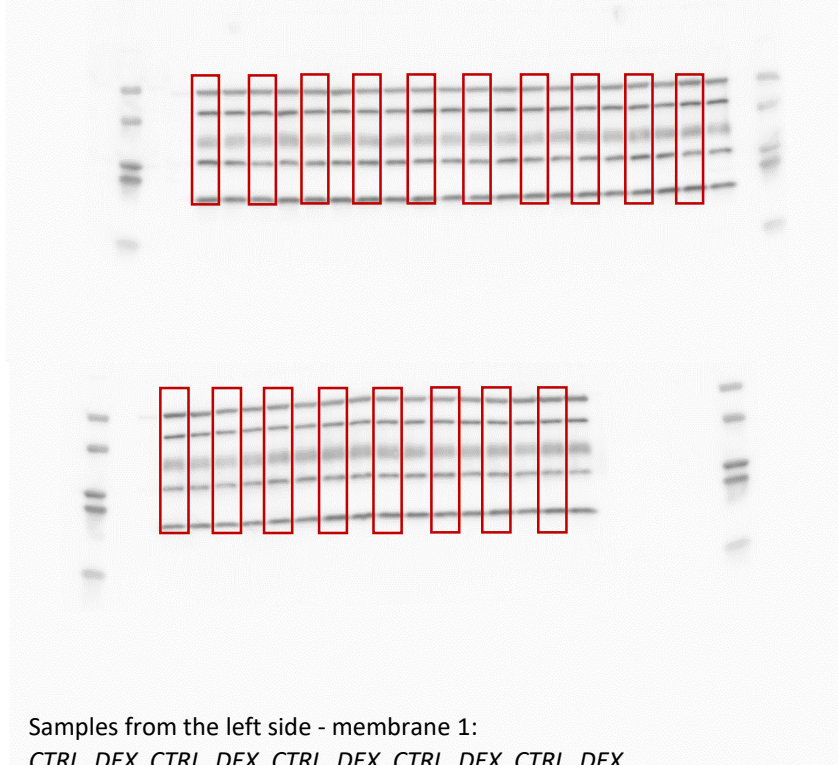 Samples from the left side - membrane 1:
CTRL, DEX, CTRL, DEX, CTRL, DEX, CTRL, DEX, CTRL, DEX,